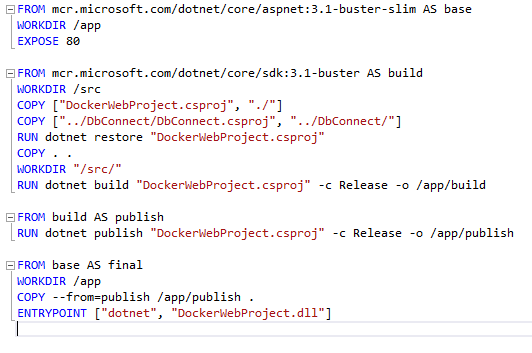 FROM mcr.microsoft.com/dotnet/core/aspnet:3.1-buster-slim AS base
WORKDIR /app
EXPOSE 80

FROM mcr.microsoft.com/dotnet/core/sdk:3.1-buster AS build
WORKDIR /src
COPY ["DockerWebProject.csproj", "./"]
COPY ["../DbConnect/DbConnect.csproj", "../DbConnect/"]
RUN dotnet restore "DockerWebProject.csproj"
COPY . .
WORKDIR "/src/"
RUN dotnet build "DockerWebProject.csproj" -c Release -o /app/build

FROM build AS publish
RUN dotnet publish "DockerWebProject.csproj" -c Release -o /app/publish

FROM base AS final
WORKDIR /app
COPY --from=publish /app/publish .
ENTRYPOINT ["dotnet", "DockerWebProject.dll"]